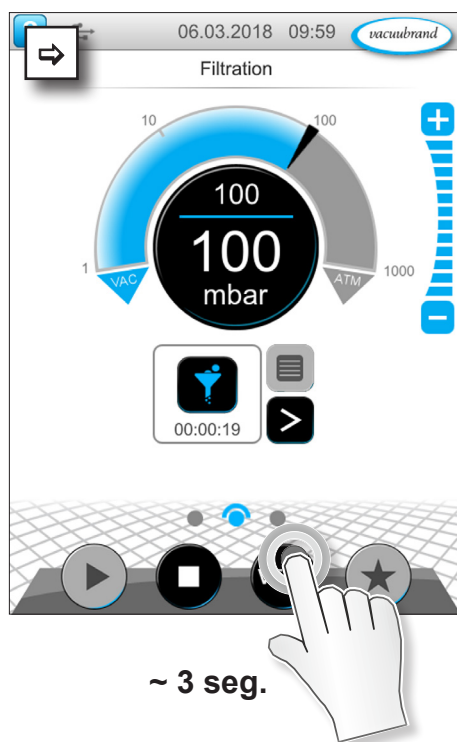 06.03.2018 09:59
vacuubrand
Filtration
10
100
1
1000
VAC
ATM
100
100
mbar
00:00:19
~ 3 seg.